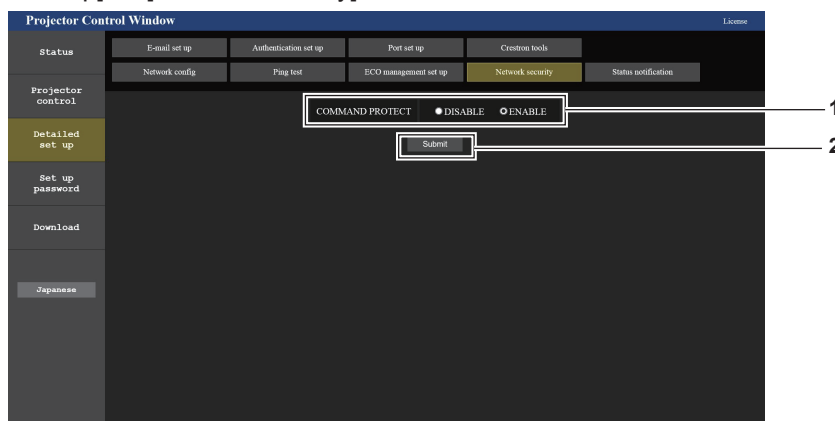 Projector Control Window
License
Status
E-mail set up
Authentication set up
Port set up
Crestron tools
Network config
Ping test
ECO management set up
Network security
Status notification
Projector
control
COMMAND PROTECT DISABLE ENABLE
1
Detailed
set up
Submit
2
Set up
password
Download
Japanese